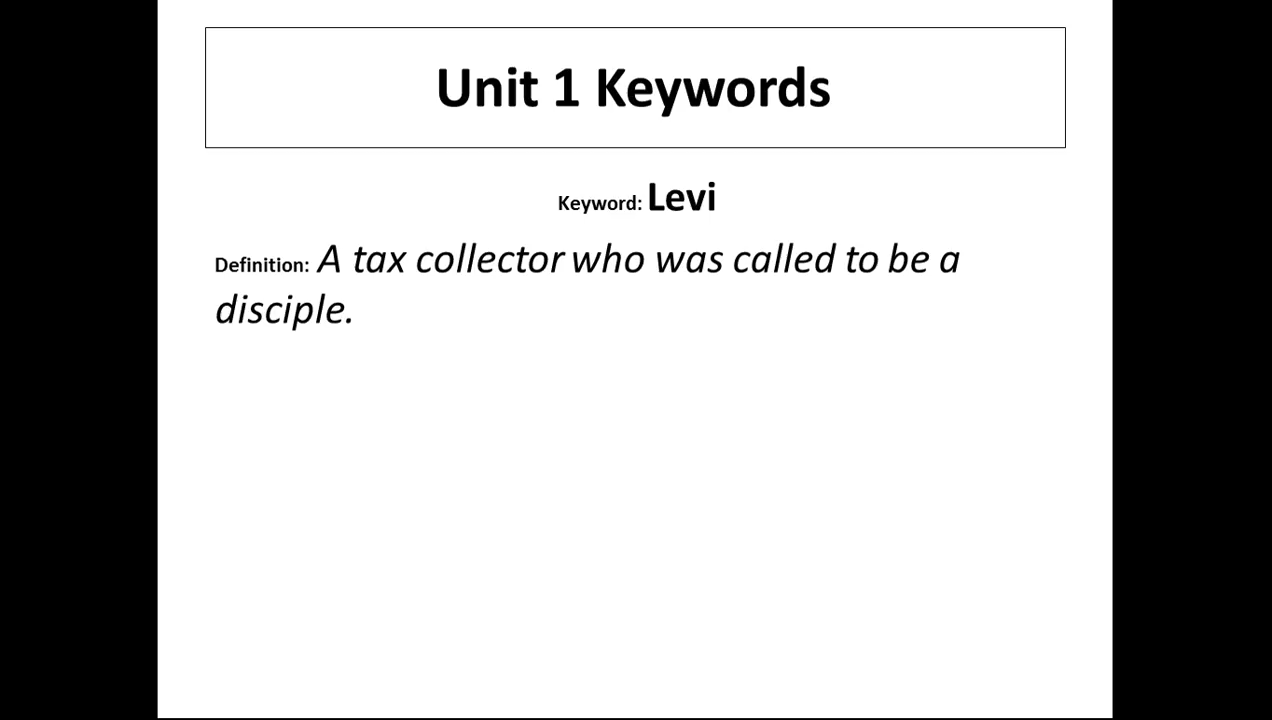 Unit 1 Keywords
Keyword: Levi
Definition: A tax collector who was called to be a
disciple.